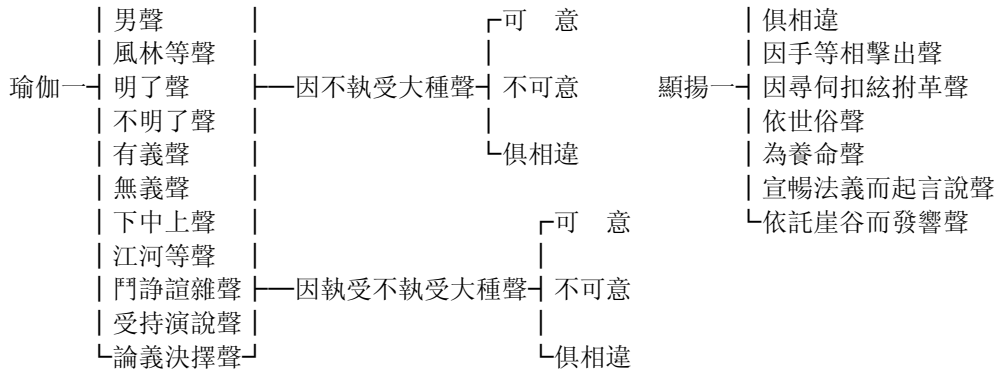 男聲 ┌可 意 俱相違
風林等聲 因手等相擊出聲
瑜伽一 明了聲 因不執受大種聲 不可意 顯揚一 因尋伺扣絃拊革聲
不明了聲 依世俗聲
有義聲 俱相違 為養命聲
無義聲 宣暢法義而起言說聲
下中上聲 可 意 依託崖谷而發響聲
江河等聲
鬥諍諠雜聲 因執受不執受大種聲 不可意
受持演說聲
論義決擇聲 俱相違